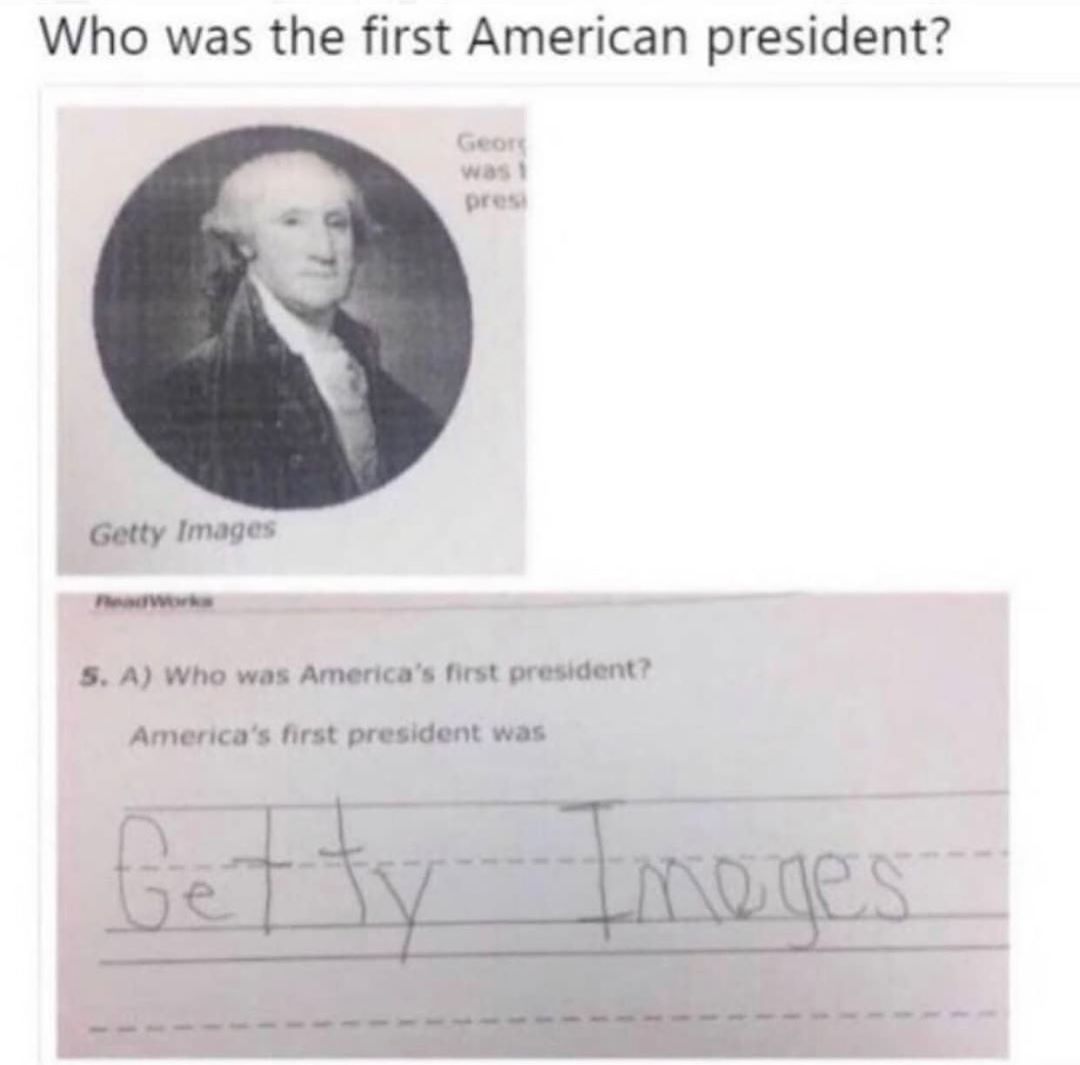 Who was the first American president?
Georg
was t
presi
Getty Images
ReadWorks
5. A) Who was America's first president?
America's first president was
Getty Images